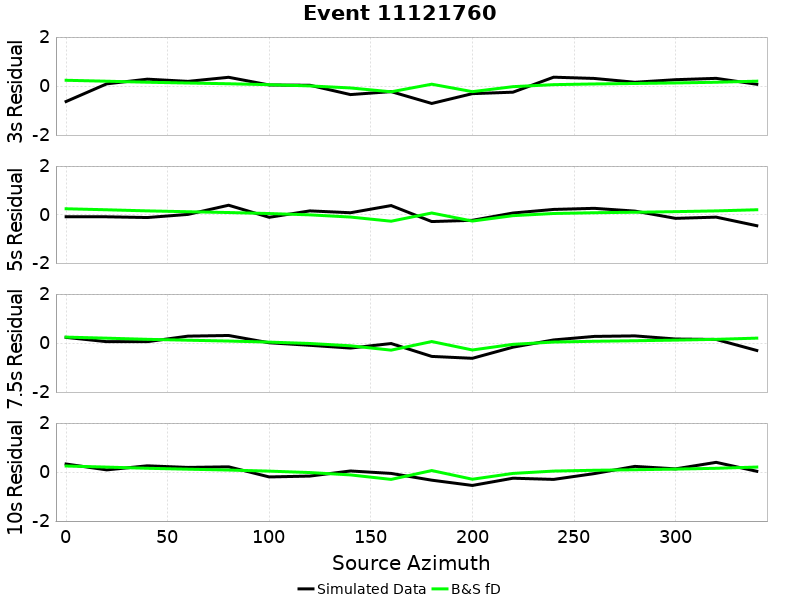 Event 11121760
3s Residual
2
0
-2
5s Residual
2
0
-2
7.5s Residual
2
0
-2
10s Residual
2
0
-2
0 50 100 150 200 250 300
Source Azimuth
Simulated Data B&S fD